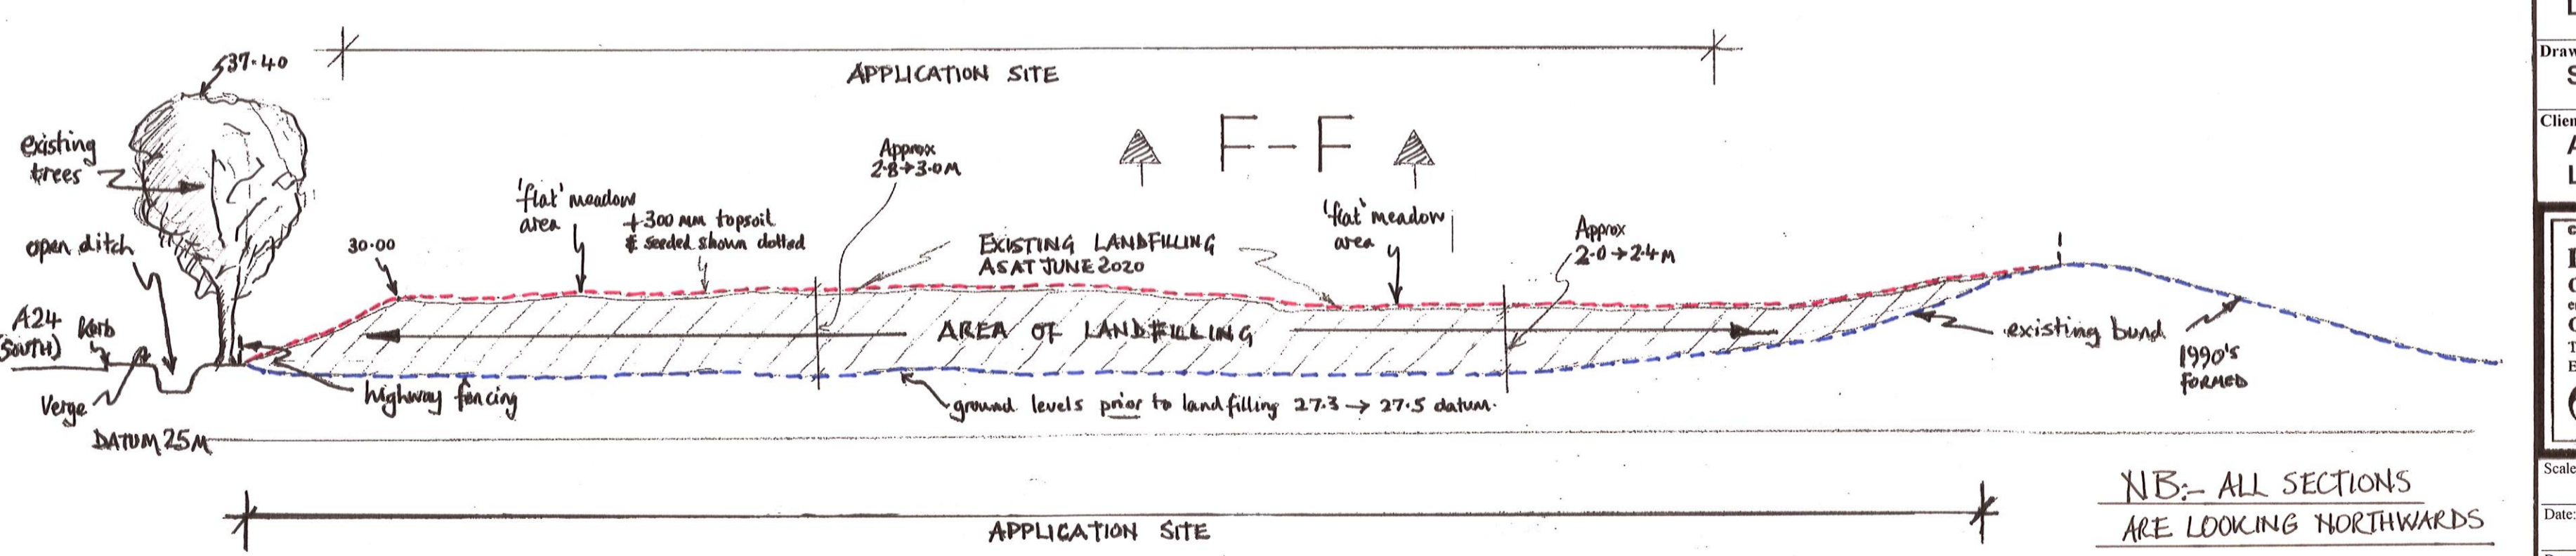 APPLICATION SITE
37.40
existing
trees
open ditch
A24
(SOUTH)
Kerb
Verge
DATUM 25M
highway fencing
30.00
'flat' meadow
area
+300 mm topsoil
& seeded shown dotted
Approx
2.8→3.0M
F-F
EXISTING LANDFILLING
AS AT JUNE 2020
'flat' meadow
area
Approx
2.0→2.4M
AREA OF LANDFILLING
ground levels prior to landfilling 27.3 → 27.5 datum.
existing bund
1990's
FORMED
APPLICATION SITE
NB:- ALL SECTIONS
ARE LOOKING NORTHWARDS
Scale
Date: